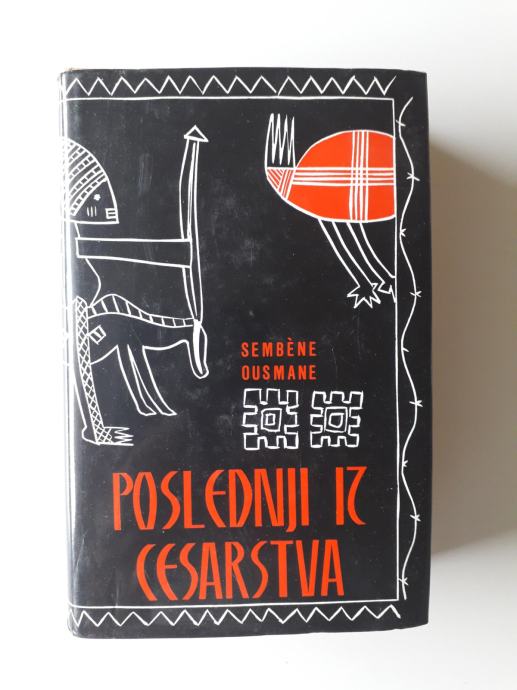 SEMBÈNE
OUSMANE
POSLEDNJI IZ
CESARSTVA